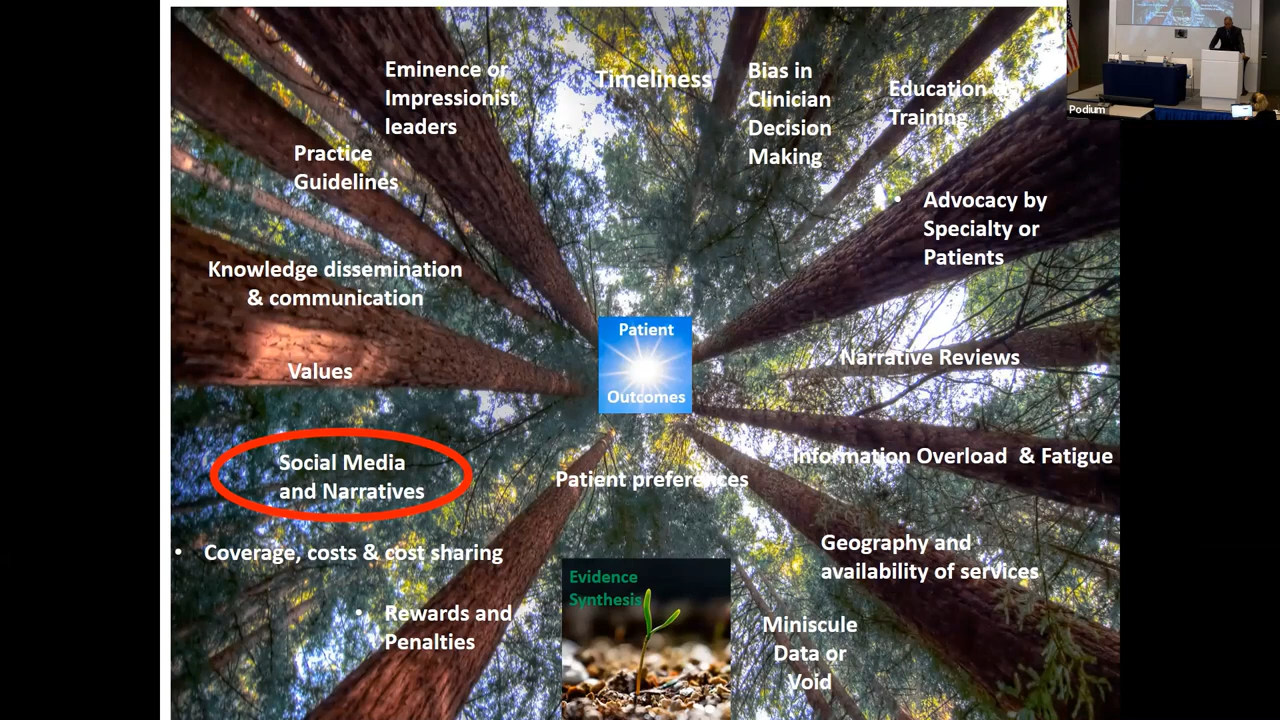 Eminence or
Impressionist
leaders
Timeliness
Bias in
Clinician
Decision
Making
Education &
Training
Podium
Practice
Guidelines
• Advocacy by
Specialty or
Patients
Knowledge dissemination
& communication
Values
Patient
Outcomes
Narrative Reviews
Social Media
and Narratives
Patient preferences
Information Overload & Fatigue
• Coverage, costs & cost sharing
Geography and
availability of services
• Rewards and
Penalties
Evidence
Synthesis
Miniscule
Data or
Void